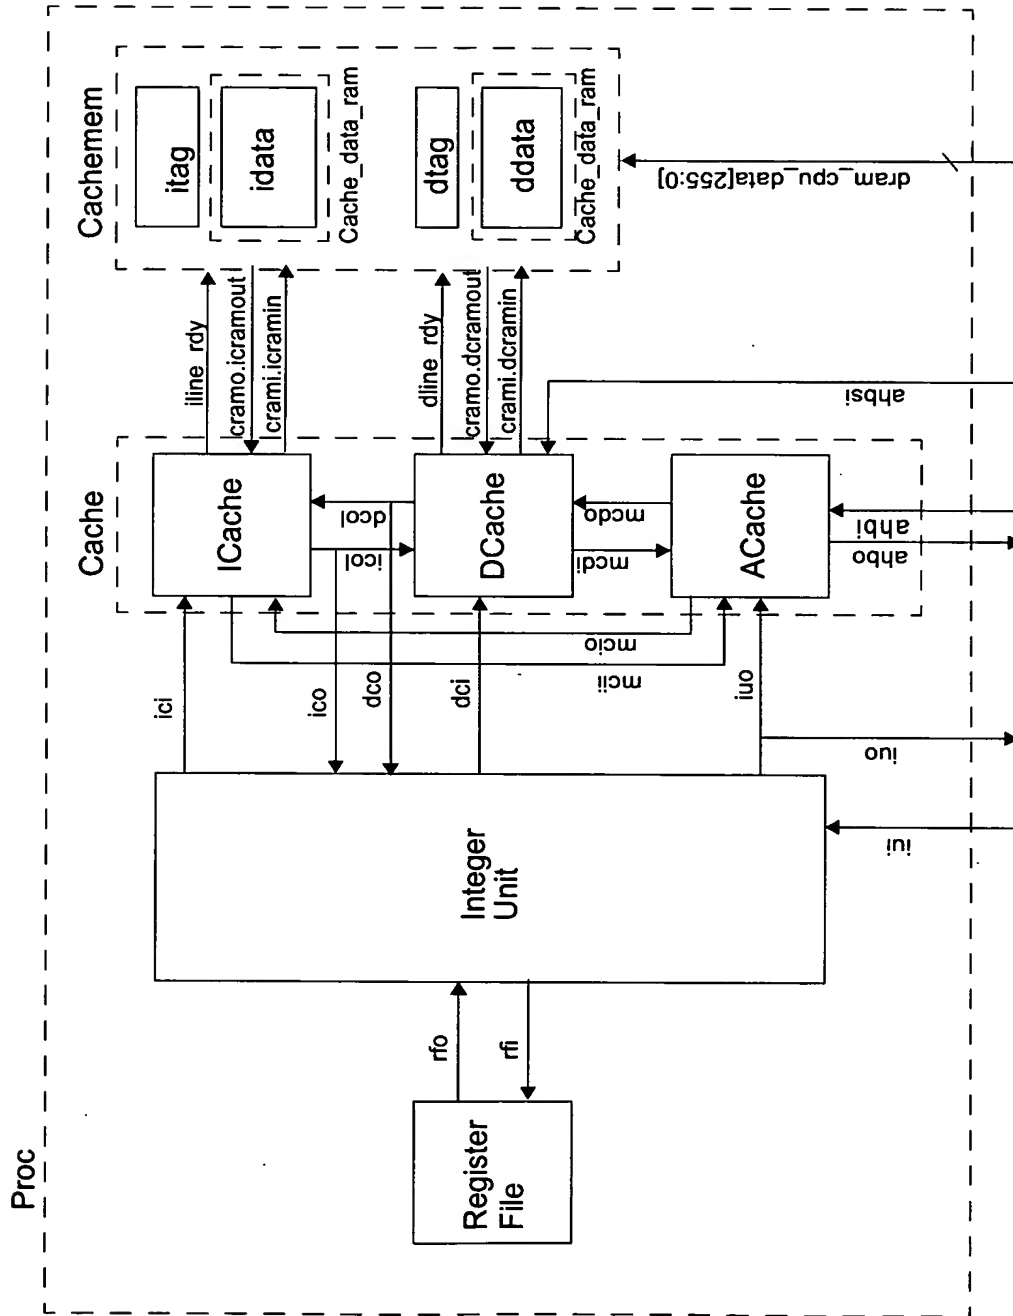 Proc
Register
File
rfo
rfi
Integer
Unit
iui
iuo
ici
ico
dco
dci
iuo
mcii
mcio
Cache
ICache
icol
dcol
DCache
mcdi
mcdo
ACache
ahbo
ahbi
ahbsi
iline_rdy
cramo.icramout
crami.icramin
dline_rdy
cramo.dcramout
crami.dcramin
Cachemem
itag
idata
Cache_data_ram
dtag
ddata
Cache_data_ram
dram_cpu_data[255:0]